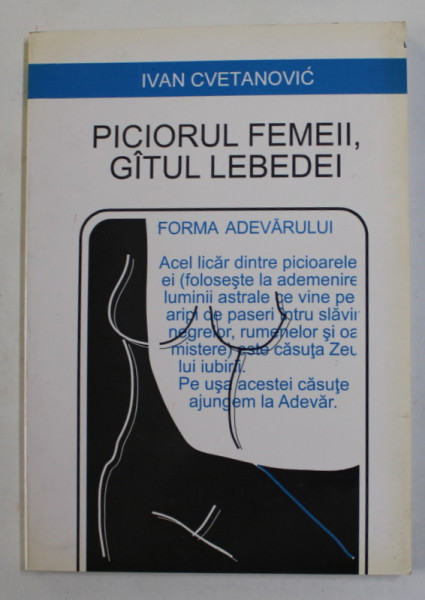 IVAN CVETANOVIĆ
PICIORUL FEMEII,
GÎTUL LEBEDEI
FORMA ADEVĂRULUI
Acel licăr dintre picioarele
ei (foloseşte la ademenire
luminii astrale ce vine pe
aripi de paseri întru slăvir
negrelor, rumenelor şi oa
mistere) este căsuţa Zeu
lui iubirii.
Pe uşa acestei căsuţe
ajungem la Adevăr.